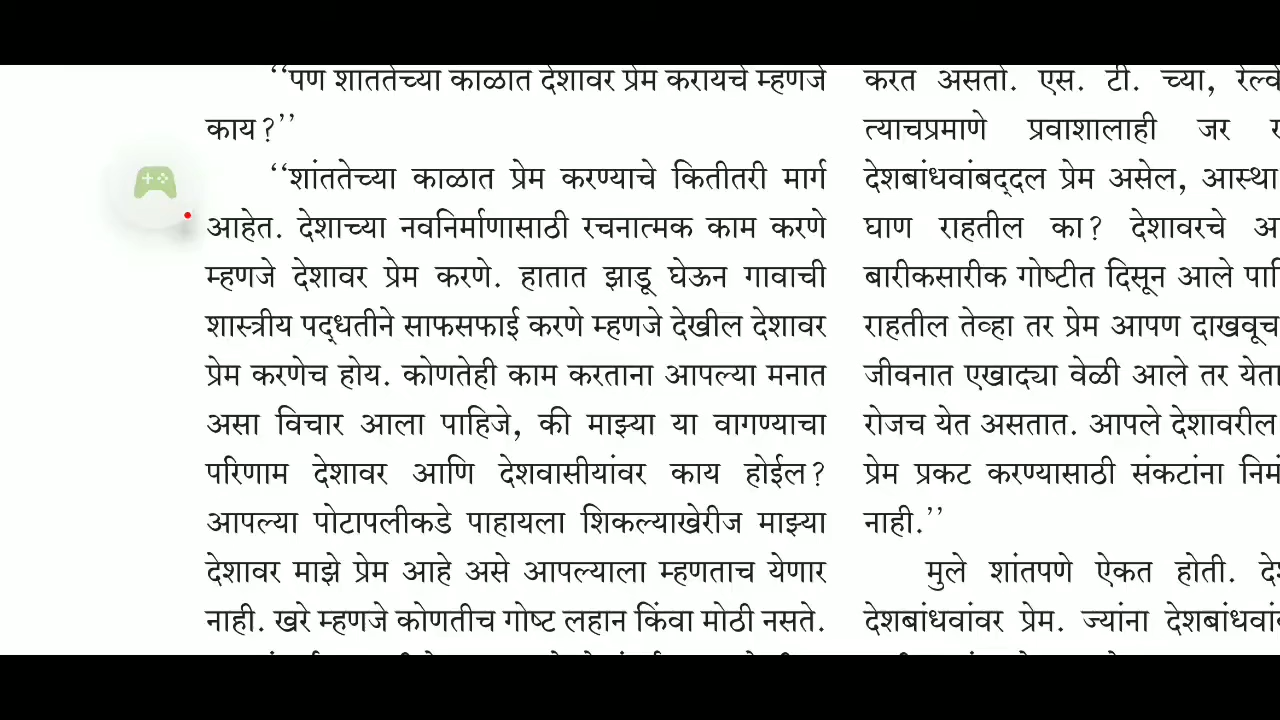 ‘‘पण शांततेच्या काळात देशावर प्रेम करायचे म्हणजे
काय?’’
‘‘शांततेच्या काळात प्रेम करण्याचे कितीतरी मार्ग
आहेत. देशाच्या नवनिर्माणासाठी रचनात्मक काम करणे
म्हणजे देशावर प्रेम करणे. हातात झाडू घेऊन गावाची
शास्त्रीय पद्धतीने साफसफाई करणे म्हणजे देखील देशावर
प्रेम करणेच होय. कोणतेही काम करताना आपल्या मनात
असा विचार आला पाहिजे, की माझ्या या वागण्याचा
परिणाम देशावर आणि देशवासीयांवर काय होईल?
आपल्या पोटापलीकडे पाहायला शिकल्याखेरीज माझ्या
देशावर माझे प्रेम आहे असे आपल्याला म्हणताच येणार
नाही. खरे म्हणजे कोणतीच गोष्ट लहान किंवा मोठी नसते.
करत असतो. एस. टी. च्या,
त्याचप्रमाणे प्रवाशालाही जर
देशबांधवांबद्दल प्रेम असेल, आस्था
घाण राहतील का? देशावरचे
बारीकसारीक गोष्टीत दिसून आले
राहतील तेव्हा तर प्रेम आपण
जीवनात एखाद्या वेळी आले तर
रोजच येत असतात. आपले देशावरील
प्रेम प्रकट करण्यासाठी संकटांना
नाही.’’
मुले शांतपणे ऐकत होती.
देशबांधवांवर प्रेम. ज्यांना